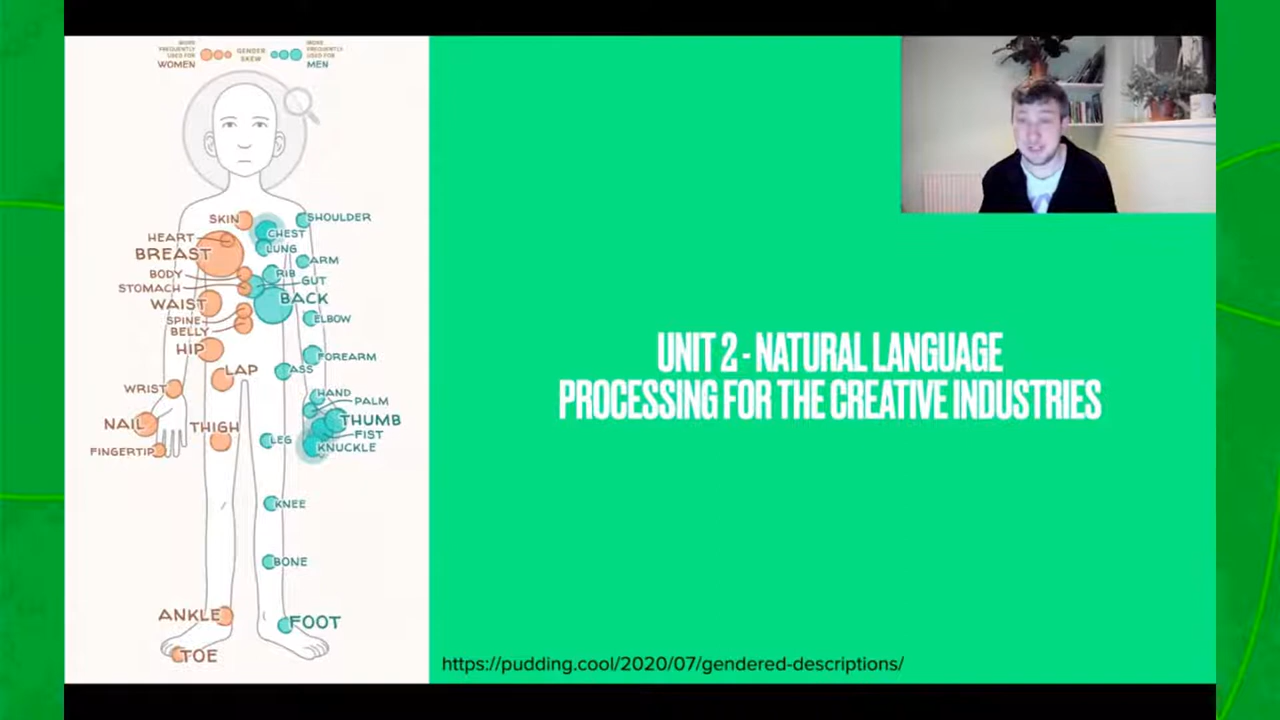 MORE
FREQUENTLY
USED FOR
WOMEN
GENDER
SKEW
MORE
FREQUENTLY
USED FOR
MEN
SKIN
SHOULDER
HEART
CHEST
BREAST
LUNG
ARM
BODY
RIB
STOMACH
GUT
WAIST
BACK
SPINE
ELBOW
BELLY
HIP
FOREARM
LAP
ASS
WRIST
HAND
PALM
NAIL
THIGH
THUMB
FIST
LEG
KNUCKLE
FINGERTIP
KNEE
BONE
ANKLE
FOOT
TOE
UNIT 2 - NATURAL LANGUAGE
PROCESSING FOR THE CREATIVE INDUSTRIES
https://pudding.cool/2020/07/gendered-descriptions/